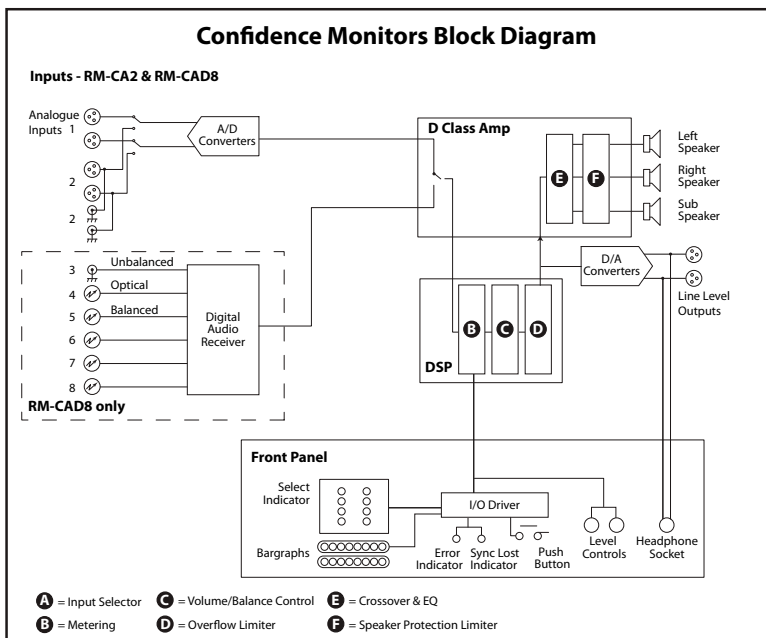 Confidence Monitors Block Diagram
Inputs - RM-CA2 & RM-CAD8
Analogue
Inputs 1
2
2
A/D
Converters
D Class Amp
E
F
Left
Speaker
Right
Speaker
Sub
Speaker
D/A
Converters
Line Level
Outputs
3 Unbalanced
4 Optical
5 Balanced
6
7
8
Digital
Audio
Receiver
RM-CAD8 only
B
C
D
DSP
Front Panel
Select
Indicator
I/O Driver
Bargraphs
Error
Indicator
Sync Lost
Indicator
Push
Button
Level
Controls
Headphone
Socket
A = Input Selector
C = Volume/Balance Control
E = Crossover & EQ
B = Metering
D = Overflow Limiter
F = Speaker Protection Limiter